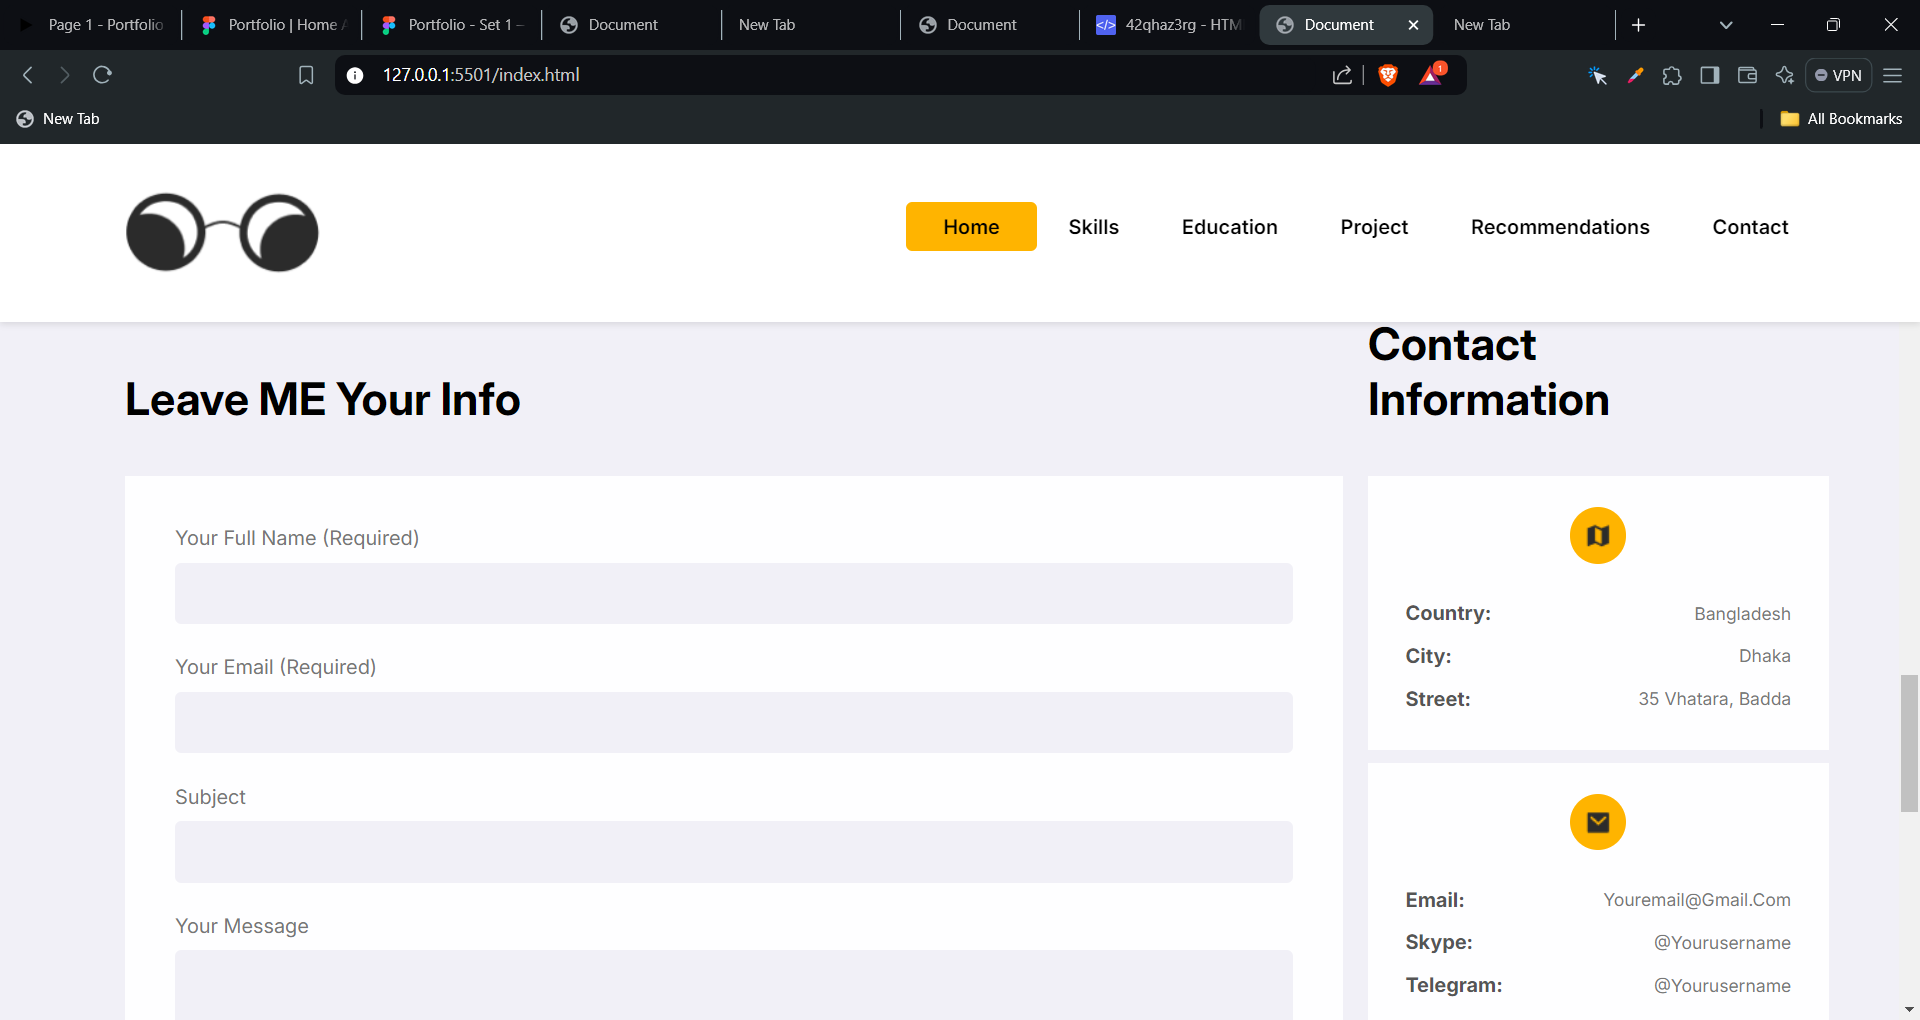 Page 1 - Portfolio
Portfolio | Home
Portfolio - Set 1 –
Document
New Tab
Document
42qhaz3rg - HTM
Document
New Tab
127.0.0.1:5501/index.html
1
VPN
New Tab
All Bookmarks
Home
Skills
Education
Project
Recommendations
Contact
Leave ME Your Info
Contact
Information
Your Full Name (Required)
Your Email (Required)
Subject
Your Message
Country:
Bangladesh
City:
Dhaka
Street:
35 Vhatara, Badda
Email:
Youremail@Gmail.Com
Skype:
@Yourusername
Telegram:
@Yourusername